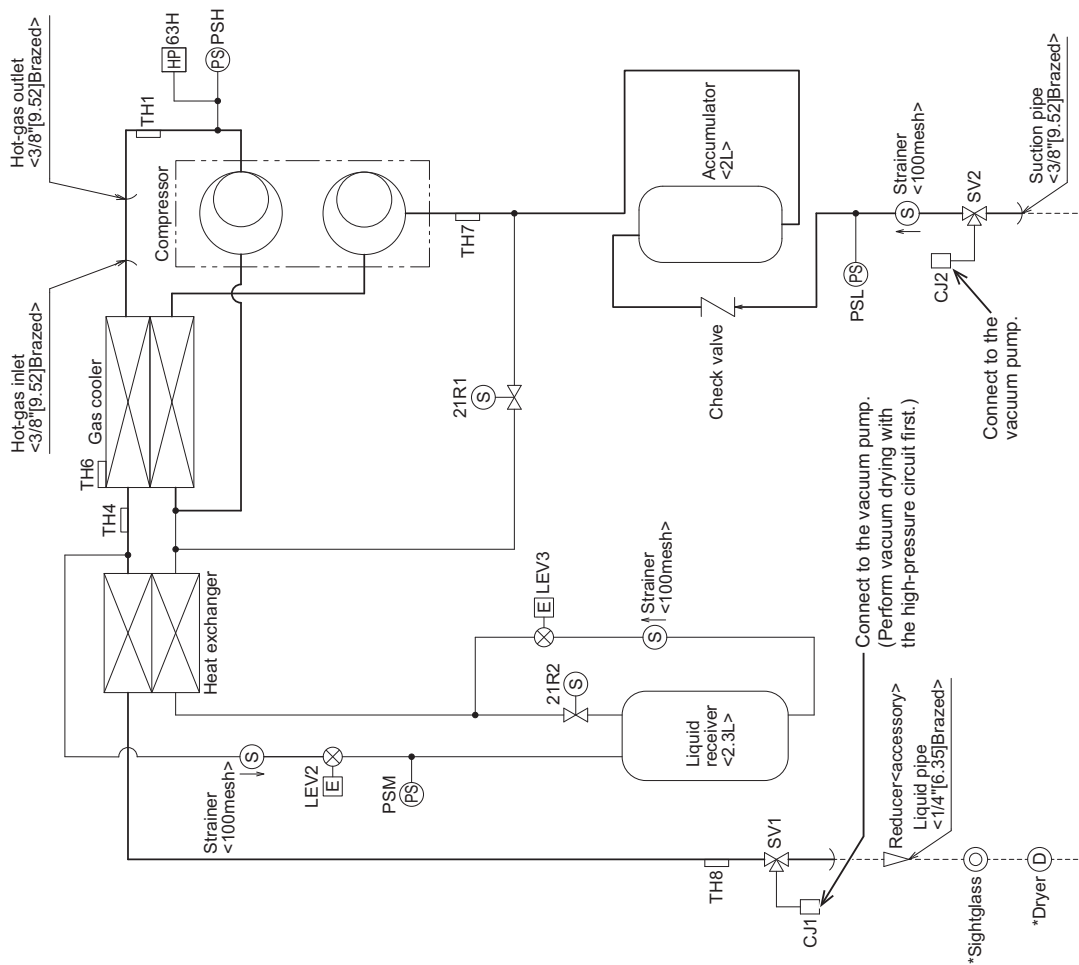 Hot-gas outlet
<3/8"[9.52]Brazed>
Hot-gas inlet
<3/8"[9.52]Brazed>
HP 63H
PS PSH
TH1
Compressor
Gas cooler
TH6
TH4
Heat exchanger
TH7
21R1
S
Accumulator
<2L>
Check valve
PSL PS
Strainer
<100mesh>
S
SV2
CJ2
Suction pipe
<3/8"[9.52]Brazed>
Connect to the
vacuum pump.
E LEV3
Strainer
<100mesh>
S
21R2
S
Liquid
receiver
<2.3L>
Strainer
<100mesh>
S
LEV2
E
PSM
PS
Connect to the vacuum pump.
(Perform vacuum drying with
the high-pressure circuit first.)
TH8
SV1
CJ1
Reducer<accessory>
Liquid pipe
<1/4"[6.35]Brazed>
*Sightglass
*Dryer
D